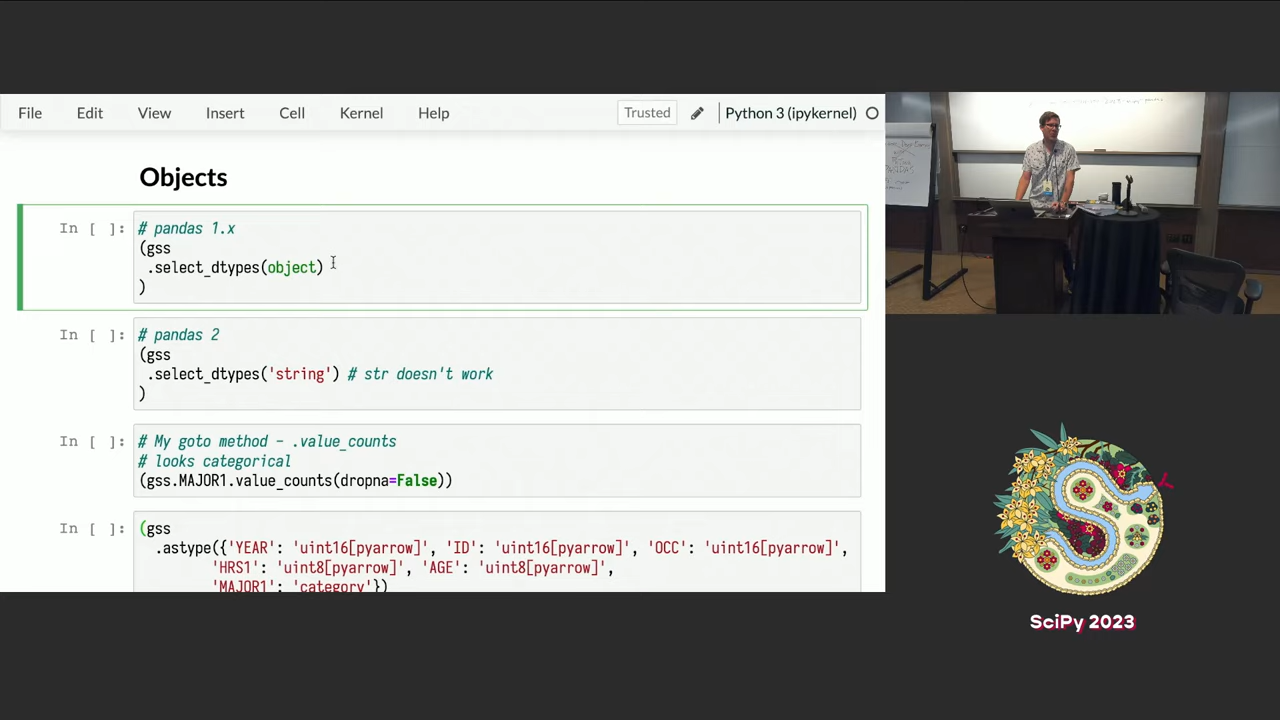 File Edit View Insert Cell Kernel Help Trusted Python 3 (ipykernel)
Objects
In [ ]:
# pandas 1.x
(gss
.select_dtypes(object)
)
In [ ]:
# pandas 2
(gss
.select_dtypes('string') # str doesn't work
)
In [ ]:
# My goto method - .value_counts
# looks categorical
(gss.MAJOR1.value_counts(dropna=False))
In [ ]:
(gss
.astype({'YEAR': 'uint16[pyarrow]', 'ID': 'uint16[pyarrow]', 'OCC': 'uint16[pyarrow]',
'HRS1': 'uint8[pyarrow]', 'AGE': 'uint8[pyarrow]',
'MAJOR1': 'category'})
SciPy 2023